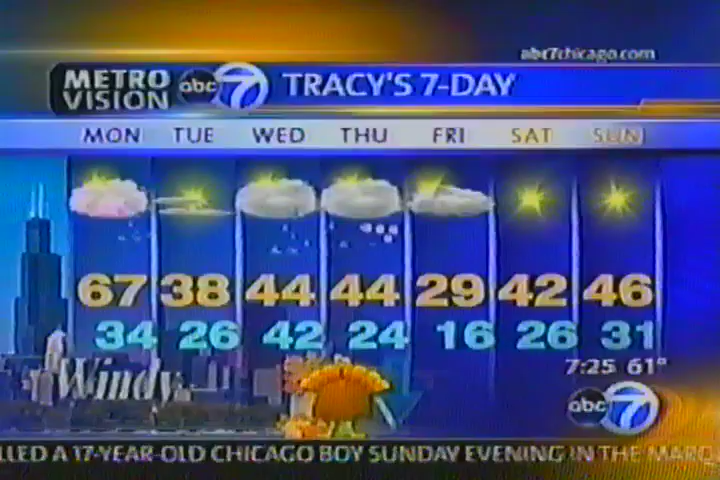 abc7chicago.com
METRO VISION abc 7 TRACY'S 7-DAY
MON TUE WED THU FRI SAT SUN
67 38 44 44 29 42 46
34 26 42 24 16 26 31
Windy
7:25 61°
abc 7
LLED A 17-YEAR-OLD CHICAGO BOY SUNDAY EVENING IN THE MARQ